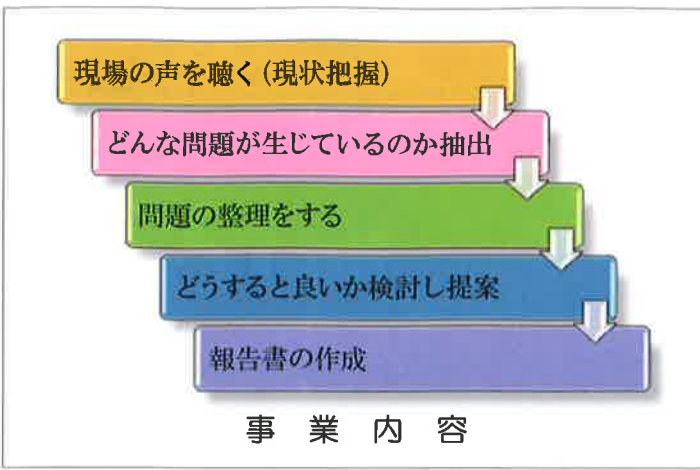 現場の声を聴く(現状把握)
どんな問題が生じているのか抽出
問題の整理をする
どうすると良いか検討し提案
報告書の作成
事業内容